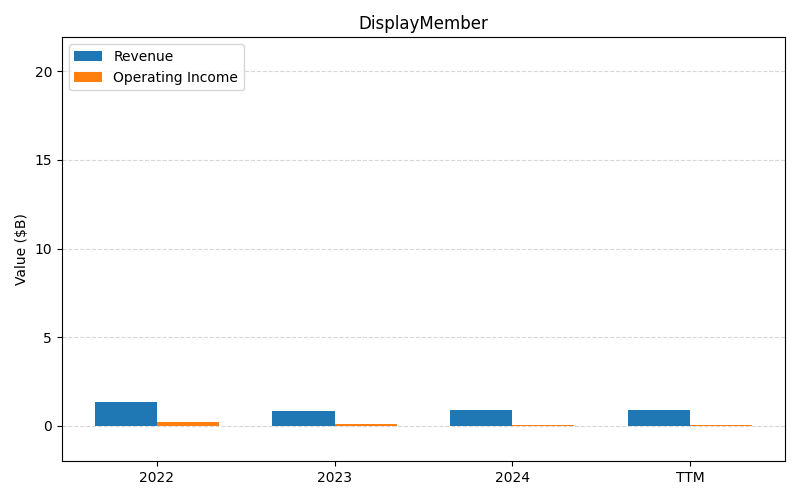 DisplayMember
Revenue
Operating Income
Value ($B)
20
15
10
5
0
2022
2023
2024
TTM